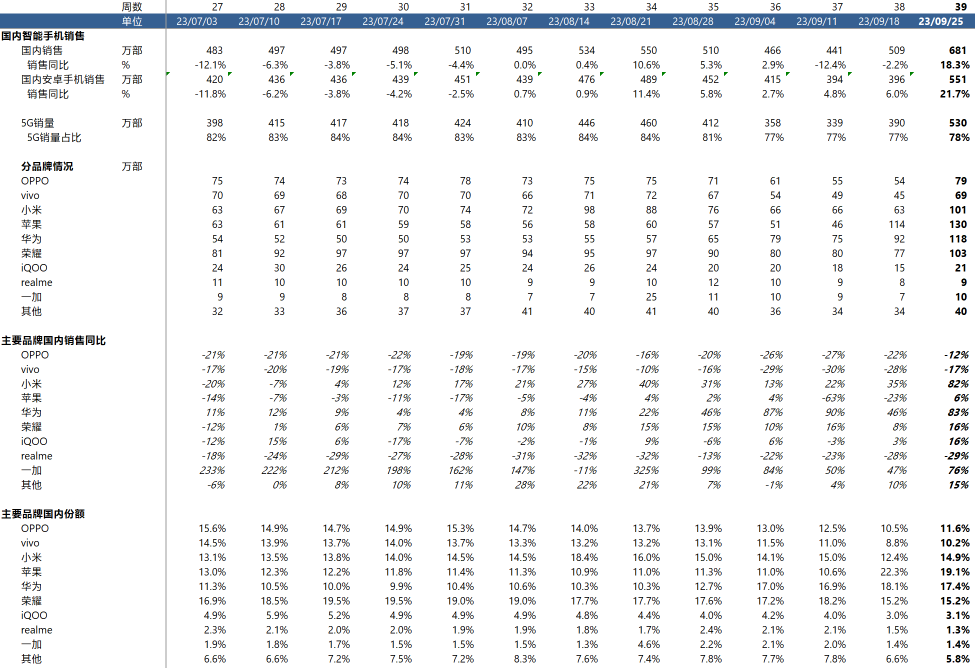 周数 27 28 29 30 31 32 33 34 35 36 37 38 39
单位 23/07/03 23/07/10 23/07/17 23/07/24 23/07/31 23/08/07 23/08/14 23/08/21 23/08/28 23/09/04 23/09/11 23/09/18 23/09/25
国内智能手机销售
国内销售 万部 483 497 497 498 510 495 534 550 510 466 441 509 681
销售同比 % -12.1% -6.3% -3.8% -5.1% -4.4% 0.0% 0.4% 10.6% 5.3% 2.9% -12.4% -2.2% 18.3%
国内安卓手机销售 万部 420 436 436 439 451 439 476 489 452 415 394 396 551
销售同比 % -11.8% -6.2% -3.8% -4.2% -2.5% 0.7% 0.9% 11.4% 5.8% 2.7% 4.8% 6.0% 21.7%
5G销量 万部 398 415 417 418 424 410 446 460 412 358 339 390 530
5G销量占比 82% 83% 84% 84% 83% 83% 84% 84% 81% 77% 77% 77% 78%
分品牌情况 万部
OPPO 75 74 73 74 78 73 75 75 71 61 55 54 79
vivo 70 69 68 70 70 66 71 72 67 54 49 45 69
小米 63 67 69 70 74 72 98 88 76 66 66 63 101
苹果 63 61 61 59 58 56 58 60 57 51 46 114 130
华为 54 52 50 50 53 53 55 57 65 79 75 92 118
荣耀 81 92 97 97 97 94 95 97 90 80 80 77 103
iQOO 24 30 26 24 25 24 26 24 20 20 18 15 21
realme 11 10 10 10 10 9 9 10 12 10 9 8 9
一加 9 9 8 8 8 7 7 25 11 10 9 7 10
其他 32 33 36 37 37 41 40 41 40 36 34 34 40
主要品牌国内销售同比
OPPO -21% -21% -21% -22% -19% -19% -20% -16% -20% -26% -27% -22% -12%
vivo -17% -20% -19% -17% -18% -17% -15% -10% -16% -29% -30% -28% -17%
小米 -20% -7% 4% 12% 17% 21% 27% 40% 31% 13% 22% 35% 82%
苹果 -14% -7% -3% -11% -17% -5% -4% 4% 2% 4% -63% -23% 6%
华为 11% 12% 9% 4% 4% 8% 11% 22% 46% 87% 90% 46% 83%
荣耀 -12% 1% 6% 7% 6% 10% 8% 15% 15% 10% 16% 8% 16%
iQOO -12% 15% 6% -17% -7% -2% -1% 9% -6% 6% -3% 3% 16%
realme -18% -24% -29% -27% -28% -31% -32% -32% -13% -22% -23% -28% -29%
一加 233% 222% 212% 198% 162% 147% -11% 325% 99% 84% 50% 47% 76%
其他 -6% 0% 8% 10% 11% 28% 22% 21% 7% -1% 4% 10% 15%
主要品牌国内份额
OPPO 15.6% 14.9% 14.7% 14.9% 15.3% 14.7% 14.0% 13.7% 13.9% 13.0% 12.5% 10.5% 11.6%
vivo 14.5% 13.9% 13.7% 14.0% 13.7% 13.3% 13.2% 13.2% 13.1% 11.5% 11.0% 8.8% 10.2%
小米 13.1% 13.5% 13.8% 14.0% 14.5% 14.5% 18.4% 16.0% 15.0% 14.1% 15.0% 12.4% 14.9%
苹果 13.0% 12.3% 12.2% 11.8% 11.4% 11.3% 10.9% 11.0% 11.3% 11.0% 10.6% 22.3% 19.1%
华为 11.3% 10.5% 10.0% 9.9% 10.4% 10.6% 10.3% 10.3% 12.7% 17.0% 16.9% 18.1% 17.4%
荣耀 16.9% 18.5% 19.5% 19.5% 19.0% 19.0% 17.7% 17.7% 17.6% 17.2% 18.2% 15.2% 15.2%
iQOO 4.9% 5.9% 5.2% 4.9% 4.9% 4.9% 4.8% 4.4% 4.0% 4.2% 4.0% 3.0% 3.1%
realme 2.3% 2.1% 2.0% 2.0% 1.9% 1.9% 1.8% 1.7% 2.4% 2.1% 2.1% 1.5% 1.3%
一加 1.9% 1.8% 1.7% 1.5% 1.5% 1.5% 1.3% 4.6% 2.2% 2.1% 2.0% 1.4% 1.4%
其他 6.6% 6.6% 7.2% 7.5% 7.2% 8.3% 7.6% 7.4% 7.8% 7.7% 7.8% 6.6% 5.8%